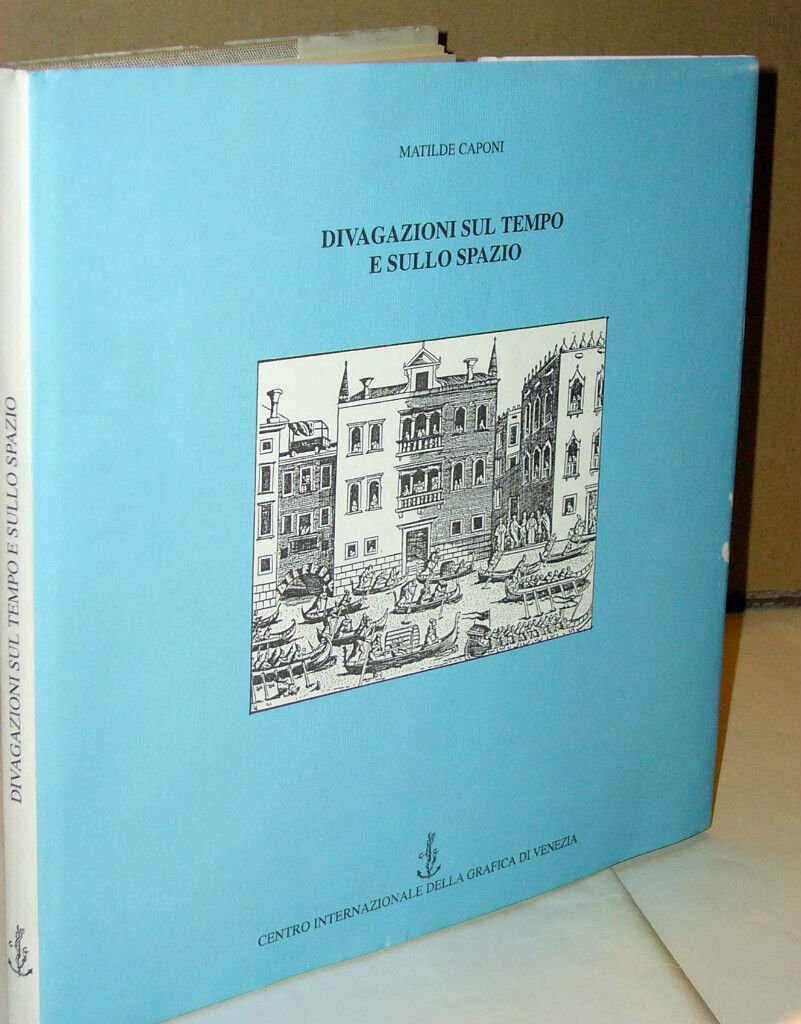 MATILDE CAPONI
DIVAGAZIONI SUL TEMPO
E SULLO SPAZIO
CENTRO INTERNAZIONALE DELLA GRAFICA DI VENEZIA
DIVAGAZIONI SUL TEMPO E SULLO SPAZIO